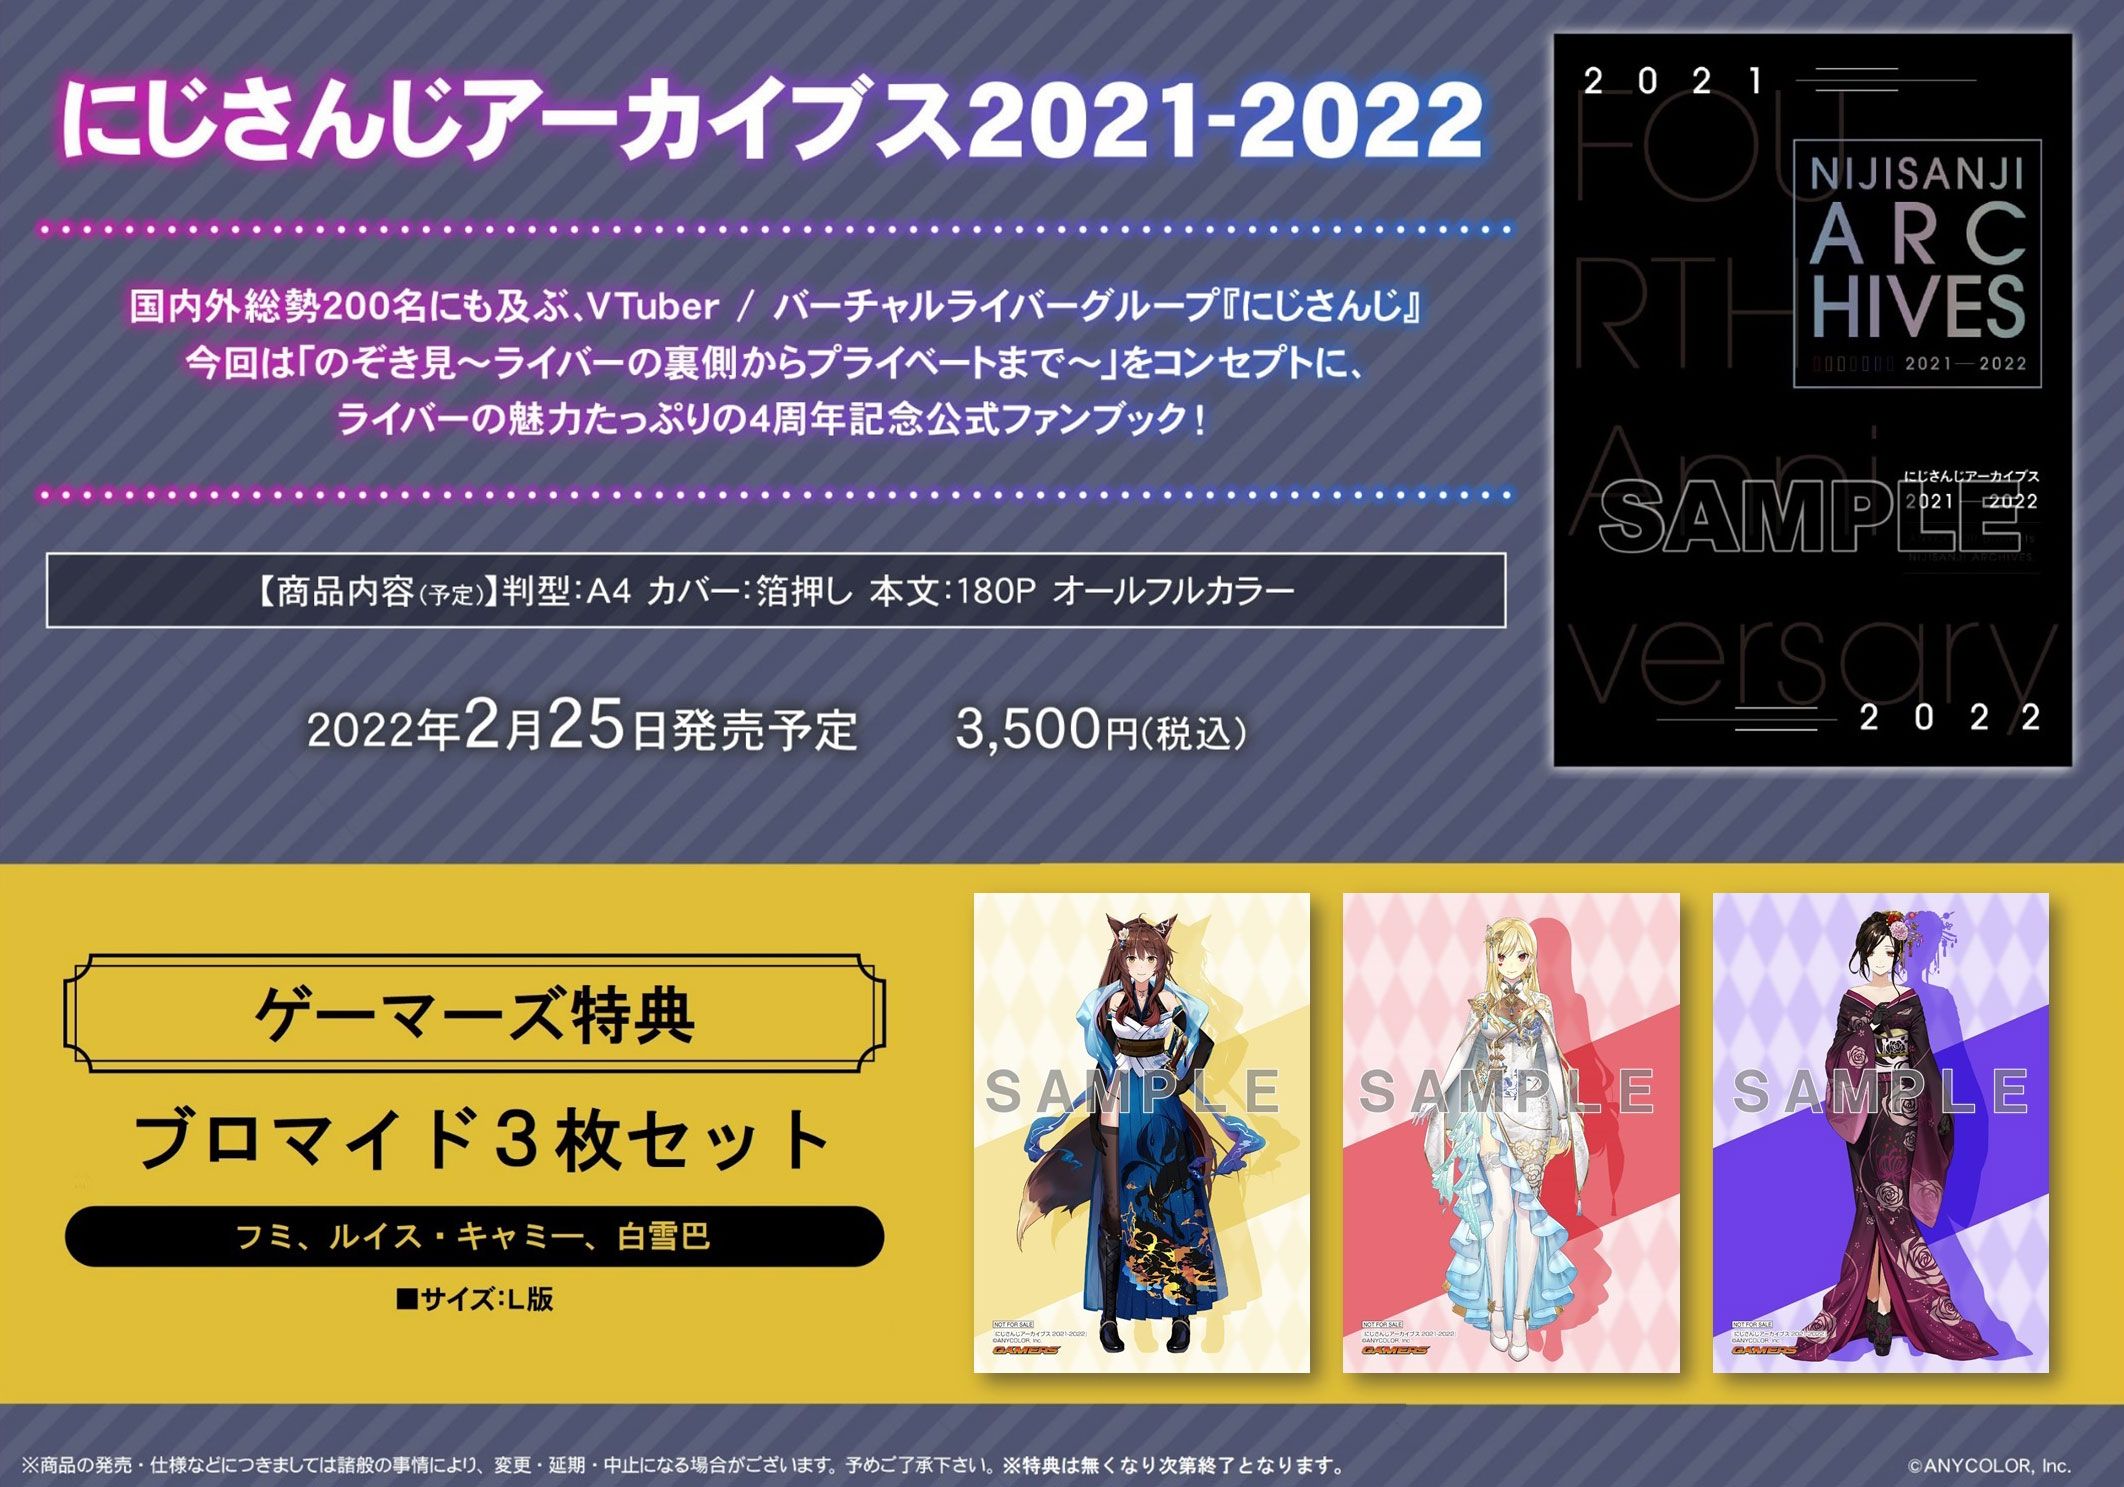 にじさんじアーカイブス2021-2022
国内外総勢200名にも及ぶ、VTuber / バーチャルライバーグループ『にじさんじ』
今回は「のぞき見〜ライバーの裏側からプライベートまで〜」をコンセプトに、
ライバーの魅力たっぷりの4周年記念公式ファンブック!
【商品内容(予定)】判型:A4 カバー:箔押し 本文:180P オールフルカラー
2022年2月25日発売予定 3,500円(税込)
2021
FOU
RTH
Anni
versary
NIJISANJI
ARC
HIVES
2021—2022
にじさんじアーカイブス
2021—2022
SAMPLE
NIJISANJI ARCHIVES.
2022
ゲーマーズ特典
ブロマイド3枚セット
フミ、ルイス・キャミー、白雪巴
■サイズ:L版
SAMPLE
NOT FOR SALE
「にじさんじアーカイブス 2021-2022」
©ANYCOLOR, Inc.
GAMERS
SAMPLE
NOT FOR SALE
「にじさんじアーカイブス 2021-2022」
©ANYCOLOR, Inc.
GAMERS
SAMPLE
NOT FOR SALE
「にじさんじアーカイブス 2021-2022」
©ANYCOLOR, Inc.
GAMERS
※商品の発売・仕様などにつきましては諸般の事情により、変更・延期・中止になる場合がございます。予めご了承下さい。※特典は無くなり次第終了となります。
©ANYCOLOR, Inc.